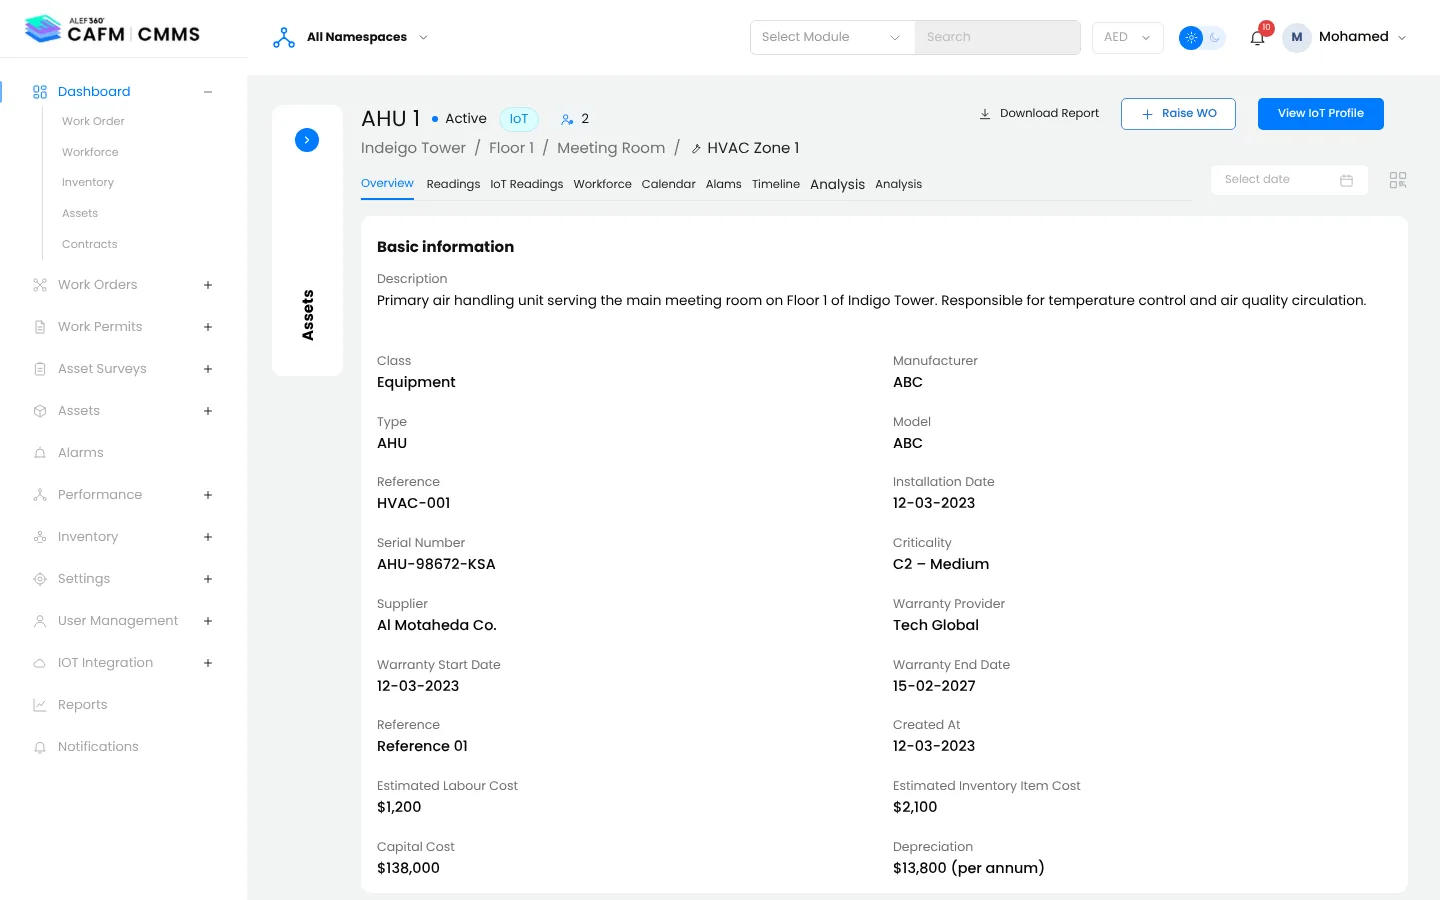 ALEF 360°
CAFM | CMMS
All Namespaces
Select Module
Search
AED
10
M
Mohamed
Dashboard
Work Order
Workforce
Inventory
Assets
Contracts
Work Orders
Work Permits
Asset Surveys
Assets
Alarms
Performance
Inventory
Settings
User Management
IOT Integration
Reports
Notifications
Assets
AHU 1
Active
IoT
2
Download Report
Raise WO
View IoT Profile
Indeigo Tower / Floor 1 / Meeting Room / HVAC Zone 1
Overview Readings IoT Readings Workforce Calendar Alams Timeline Analysis Analysis
Select date
Basic information
Description
Primary air handling unit serving the main meeting room on Floor 1 of Indigo Tower. Responsible for temperature control and air quality circulation.
Class
Equipment
Manufacturer
ABC
Type
AHU
Model
ABC
Reference
HVAC-001
Installation Date
12-03-2023
Serial Number
AHU-98672-KSA
Criticality
C2 – Medium
Supplier
Al Motaheda Co.
Warranty Provider
Tech Global
Warranty Start Date
12-03-2023
Warranty End Date
15-02-2027
Reference
Reference 01
Created At
12-03-2023
Estimated Labour Cost
$1,200
Estimated Inventory Item Cost
$2,100
Capital Cost
$138,000
Depreciation
$13,800 (per annum)